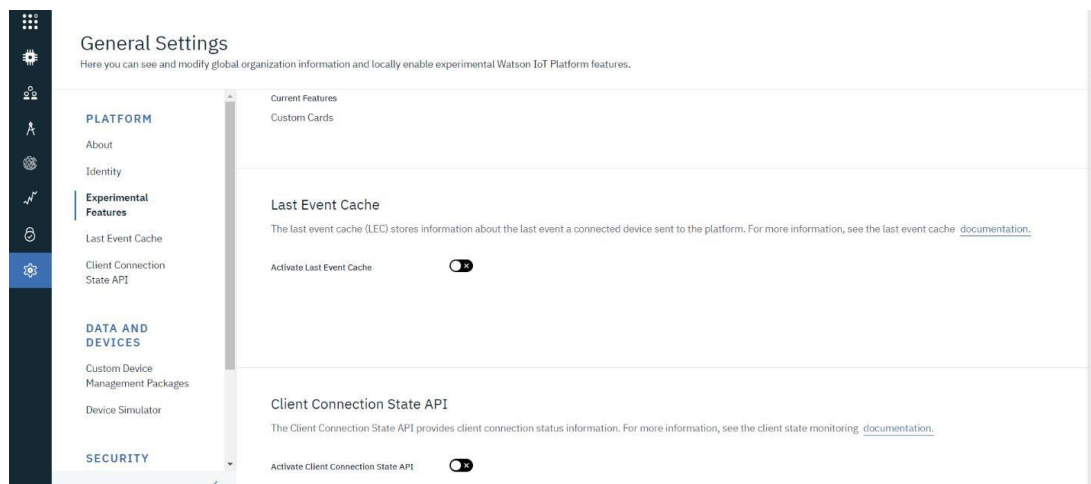 General Settings
Here you can see and modify global organization information and locally enable experimental Watson IoT Platform features.
PLATFORM
About
Identity
Experimental
Features
Last Event Cache
Client Connection
State API
DATA AND
DEVICES
Custom Device
Management Packages
Device Simulator
SECURITY
Current Features
Custom Cards
Last Event Cache
The last event cache (LEC) stores information about the last event a connected device sent to the platform. For more information, see the last event cache documentation.
Activate Last Event Cache
Client Connection State API
The Client Connection State API provides client connection status information. For more information, see the client state monitoring documentation.
Activate Client Connection State API